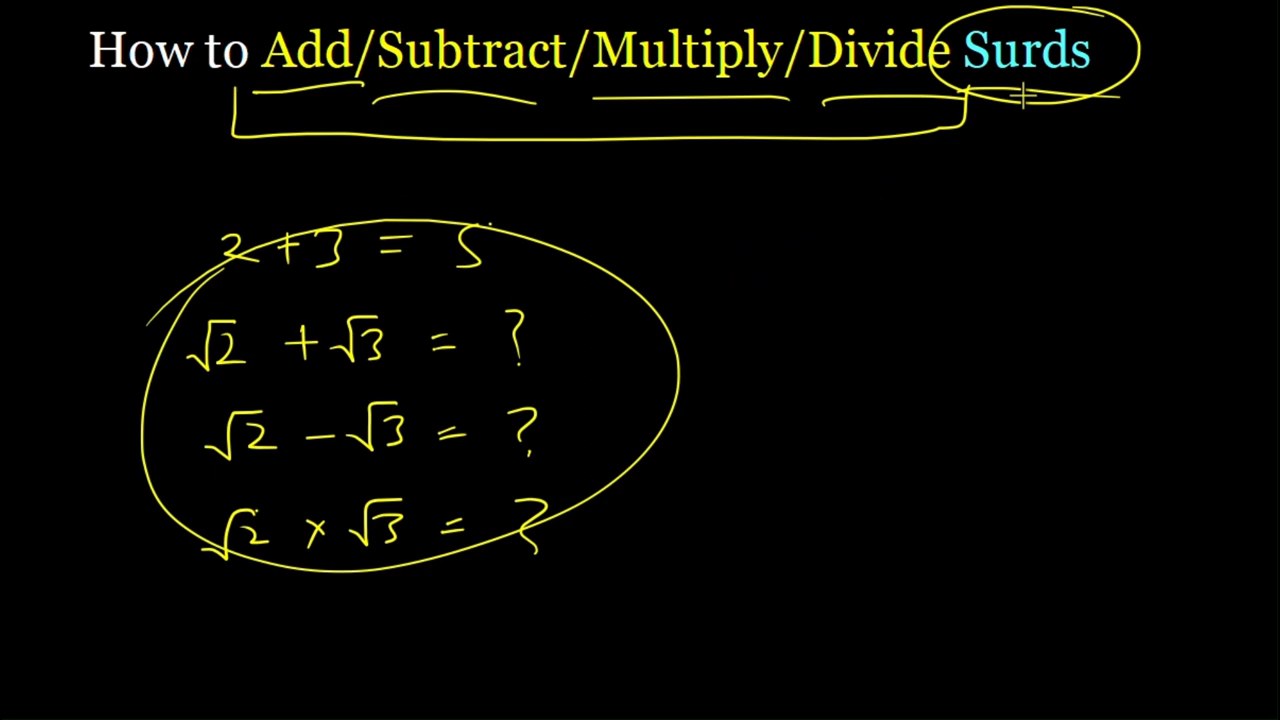 How to Add/Subtract/Multiply/Divide Surds
2 + 3 = 5
√2 + √3 = ?
√2 − √3 = ?
√2 × √3 = ?